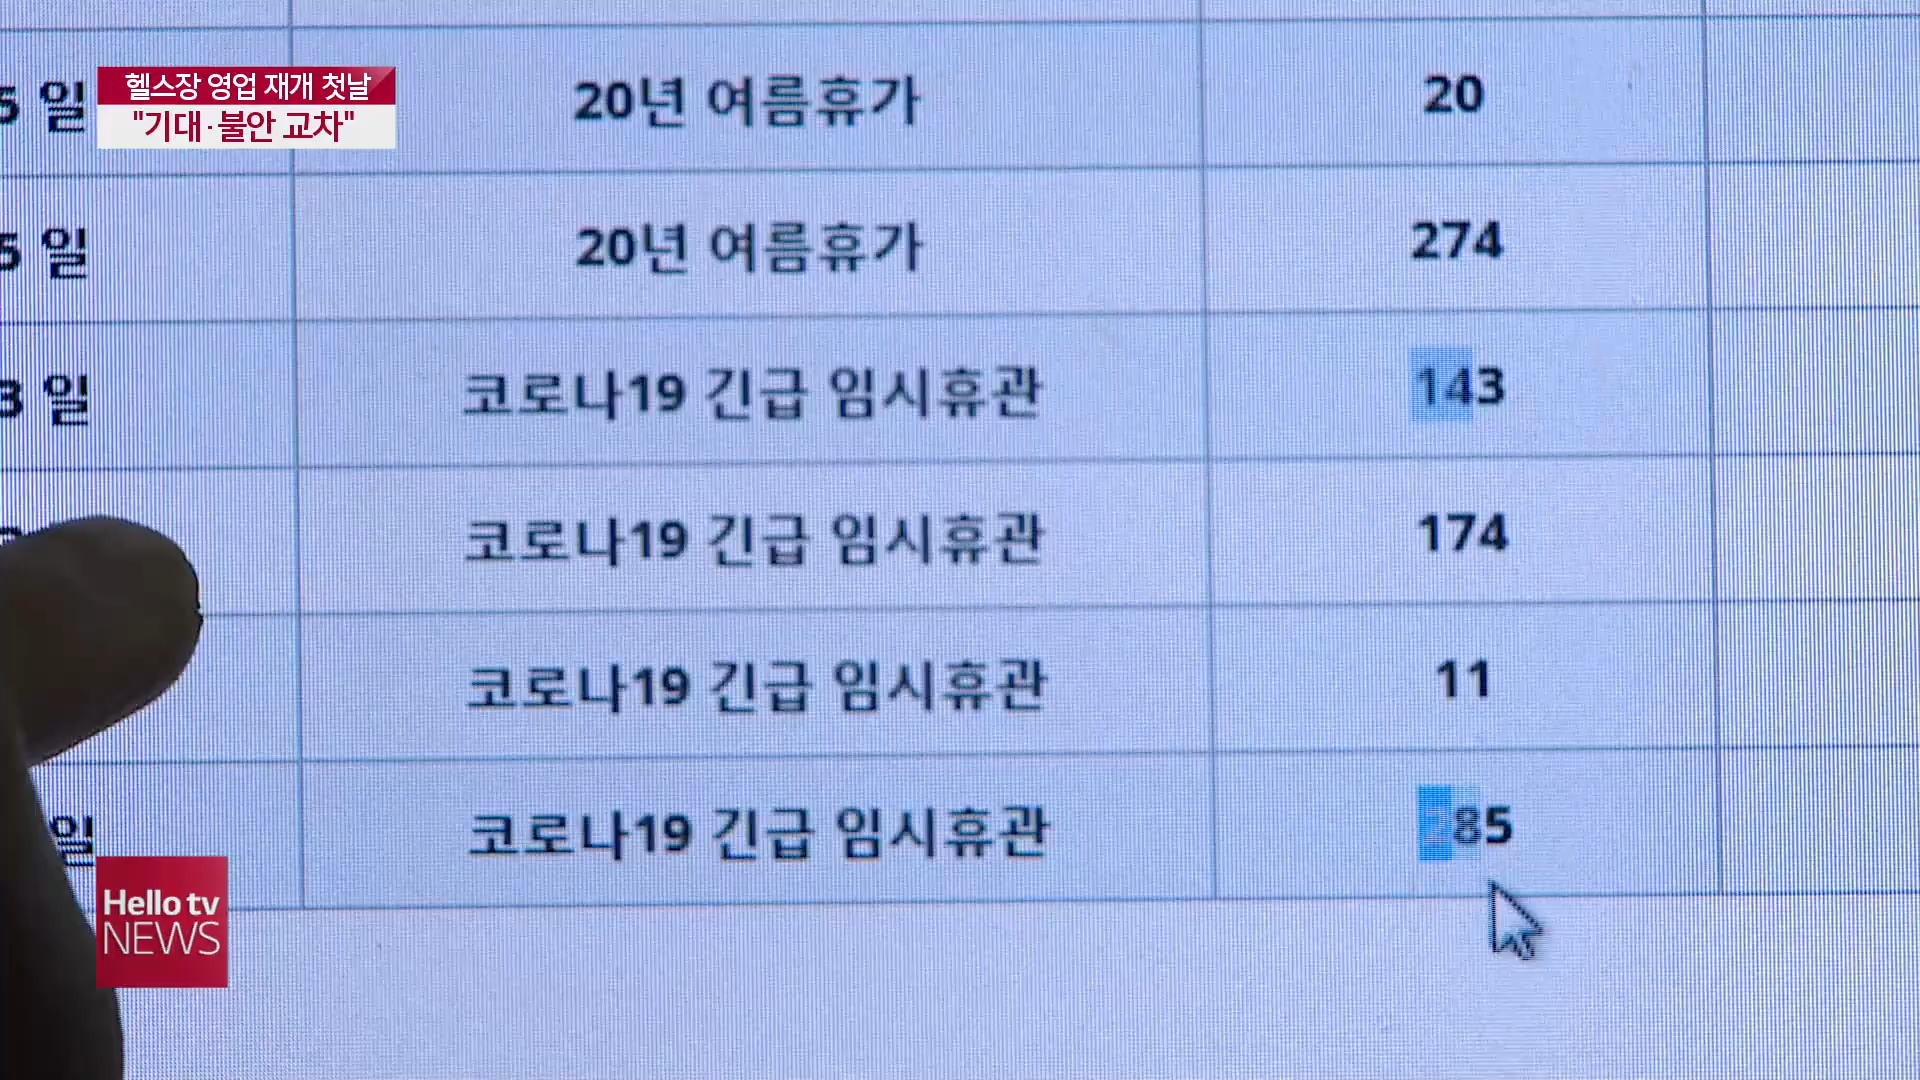 헬스장 영업 재개 첫날
"기대·불안 교차"
5 일 20년 여름휴가 20
5 일 20년 여름휴가 274
3 일 코로나19 긴급 임시휴관 143
코로나19 긴급 임시휴관 174
코로나19 긴급 임시휴관 11
일 코로나19 긴급 임시휴관 285
Hello tv
NEWS